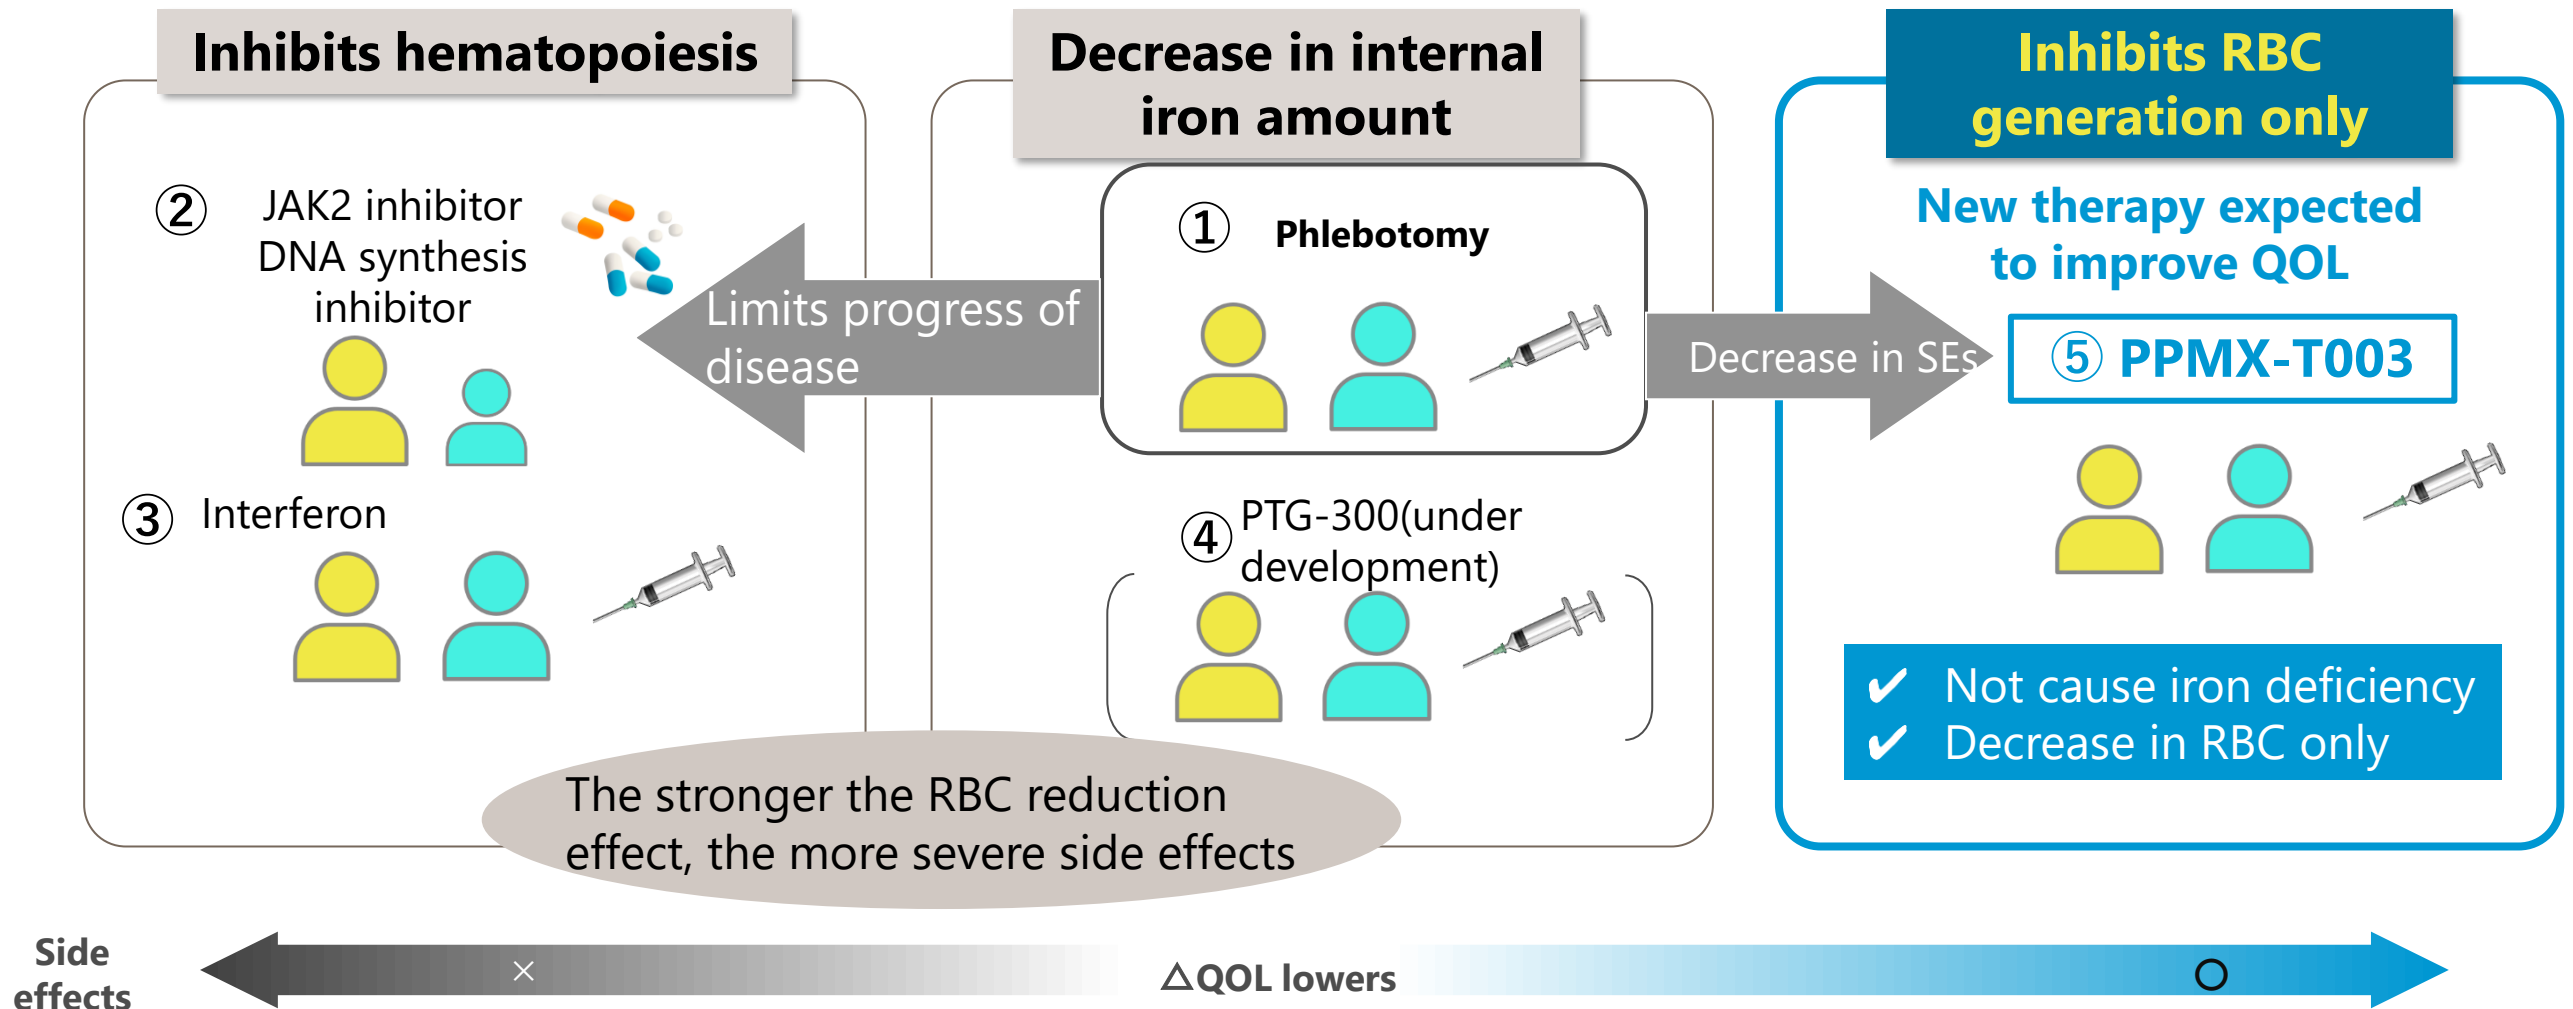 Inhibits hematopoiesis
②
JAK2 inhibitor
DNA synthesis
inhibitor
③
Interferon
Limits progress of
disease
Decrease in internal
iron amount
①
Phlebotomy
④
PTG-300(under
development)
Decrease in SEs
The stronger the RBC reduction
effect, the more severe side effects
Inhibits RBC
generation only
New therapy expected
to improve QOL
⑤ PPMX-T003
✔ Not cause iron deficiency
✔ Decrease in RBC only
Side
effects
×
△QOL lowers
○